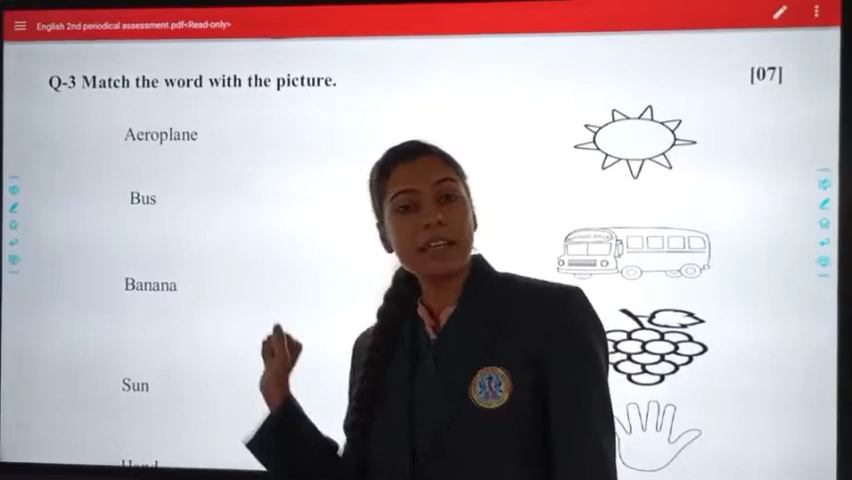 English 2nd periodical assessment.pdf<Read-only>
Q-3 Match the word with the picture. [07]
Aeroplane
Bus
Banana
Sun